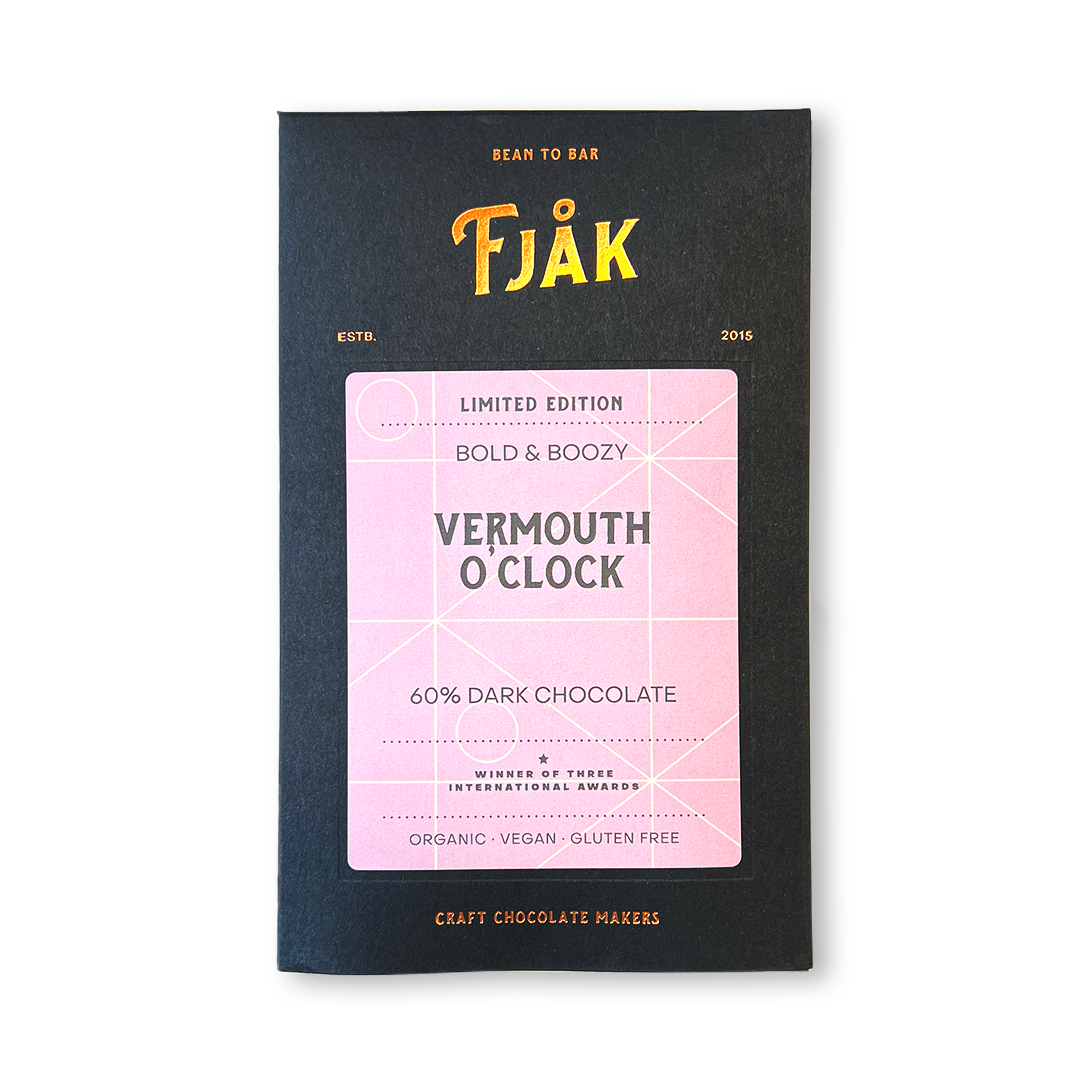 BEAN TO BAR
FJÅK
ESTB. 2015
LIMITED EDITION
BOLD & BOOZY
VERMOUTH
O'CLOCK
60% DARK CHOCOLATE
WINNER OF THREE
INTERNATIONAL AWARDS
ORGANIC · VEGAN · GLUTEN FREE
CRAFT CHOCOLATE MAKERS